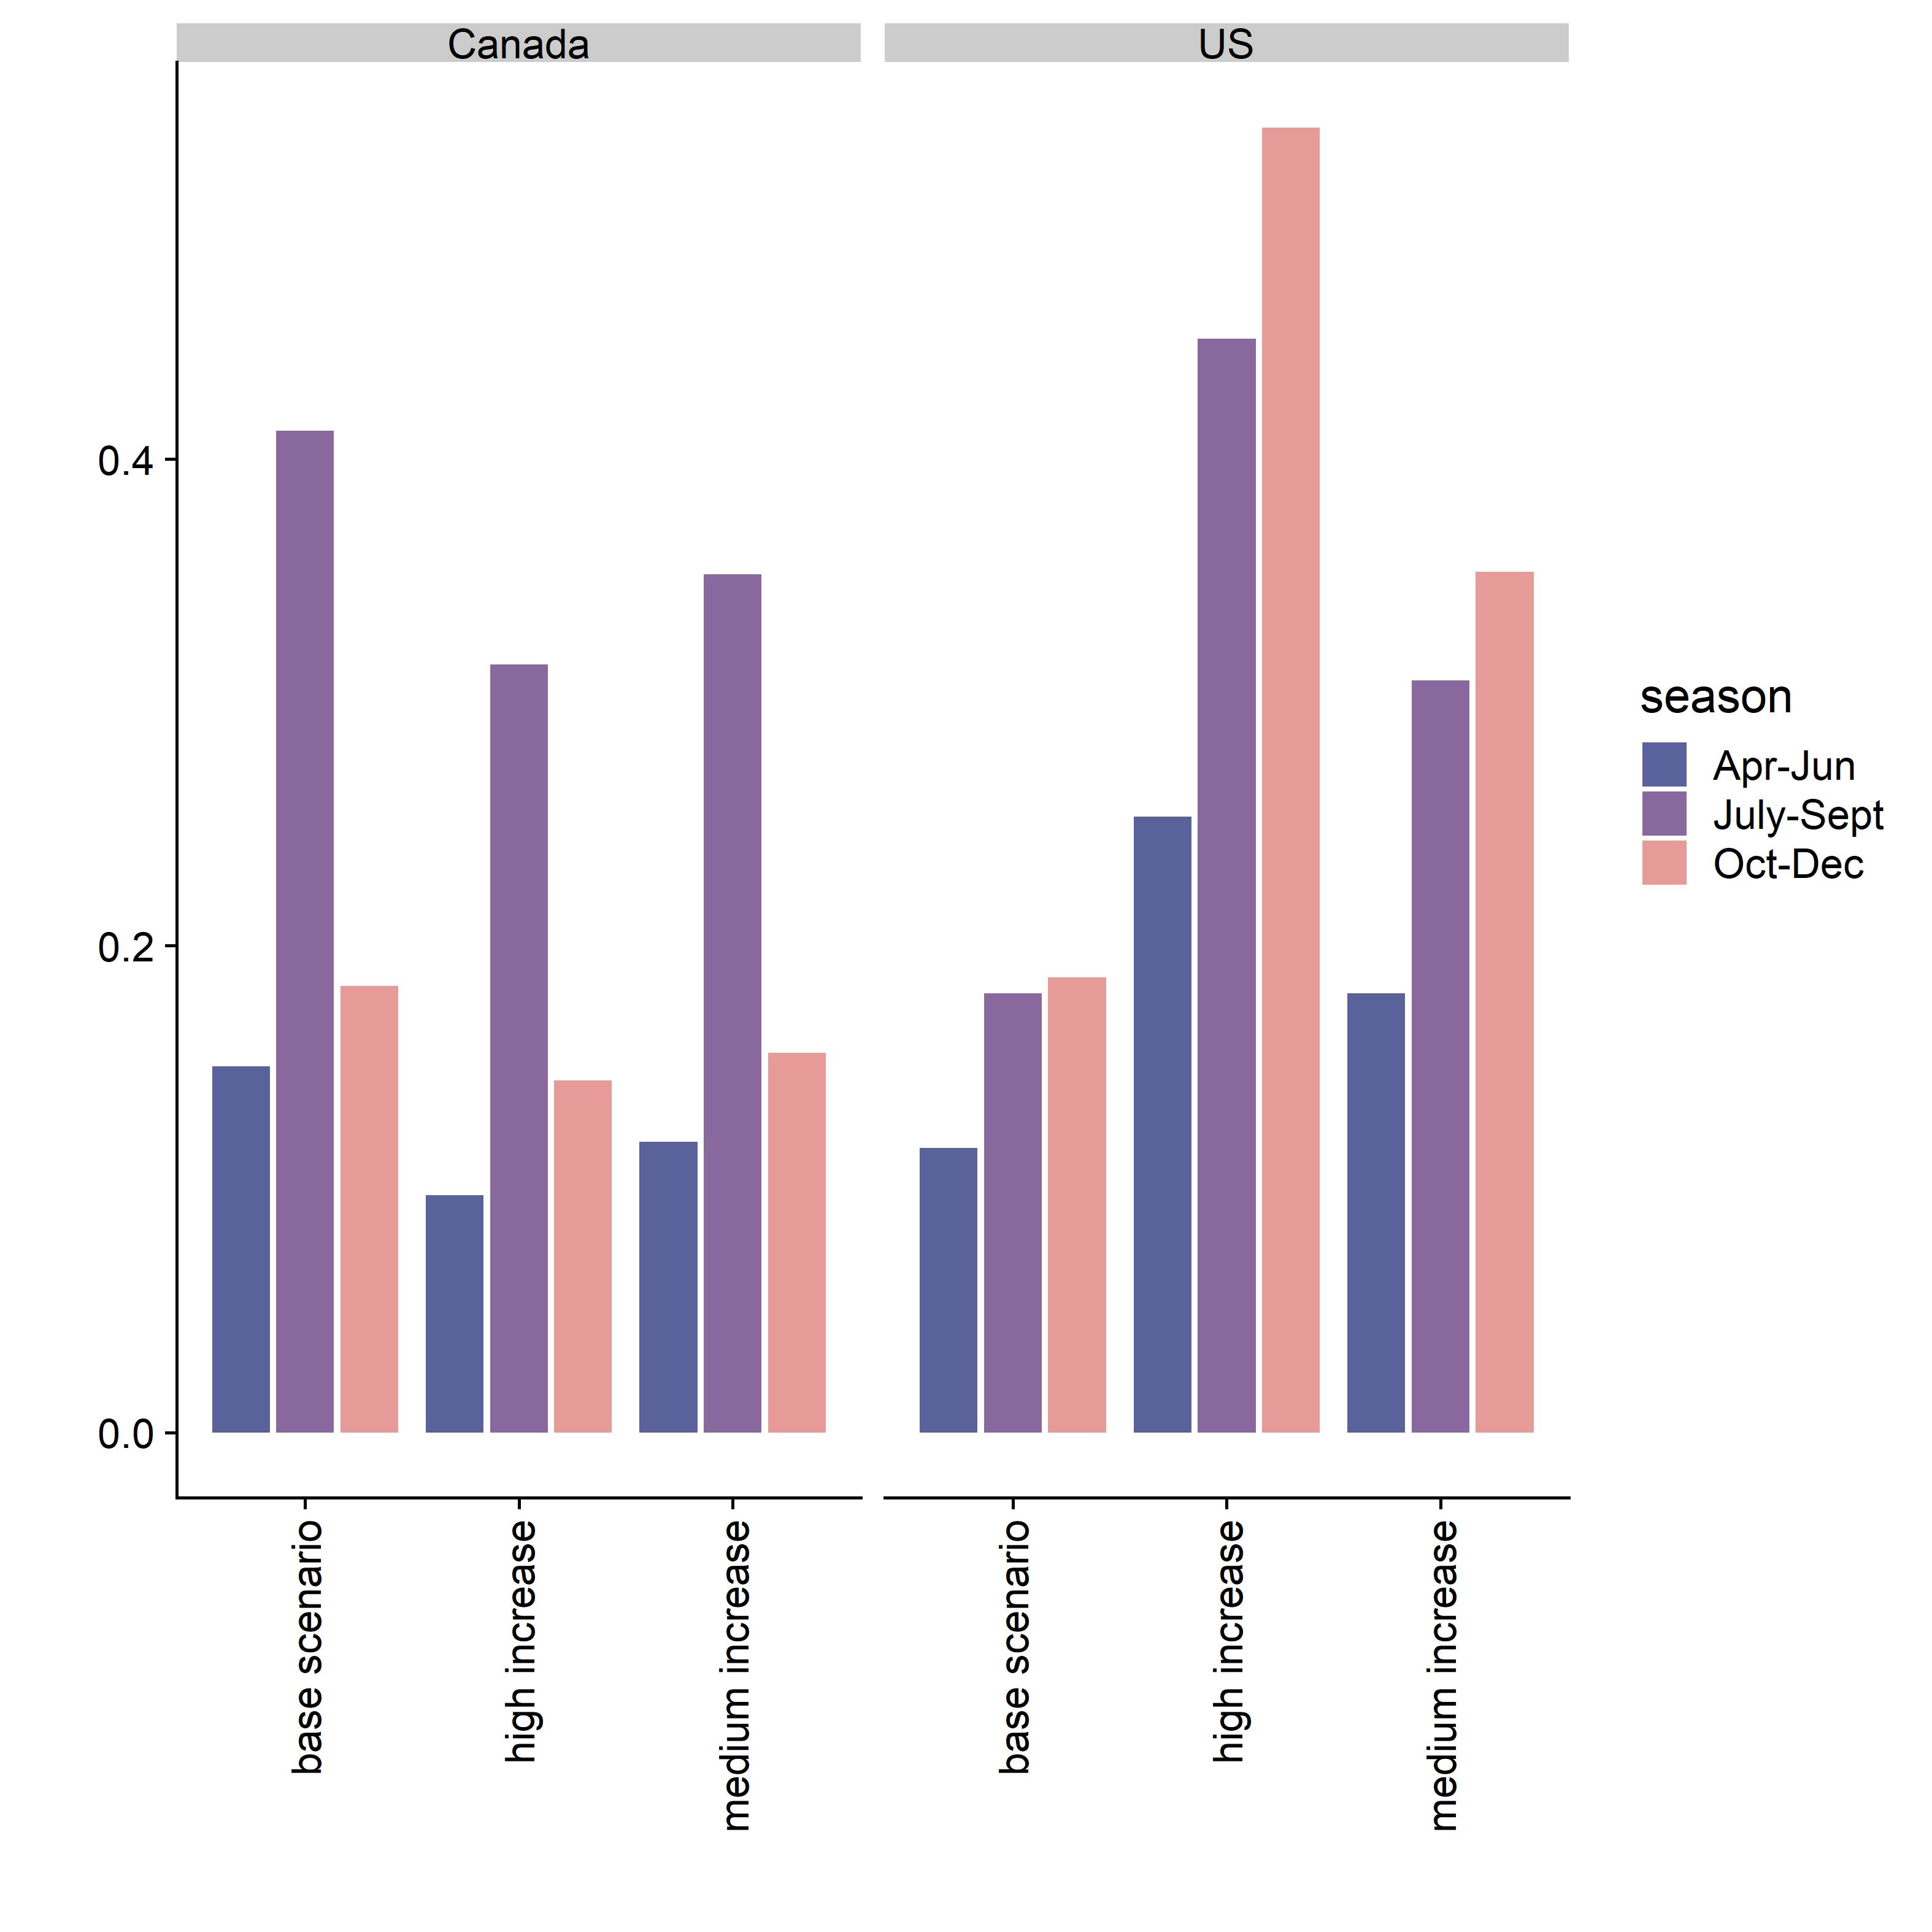 Canada
US
0.4
0.2
0.0
base scenario
high increase
medium increase
base scenario
high increase
medium increase
season
Apr-Jun
July-Sept
Oct-Dec